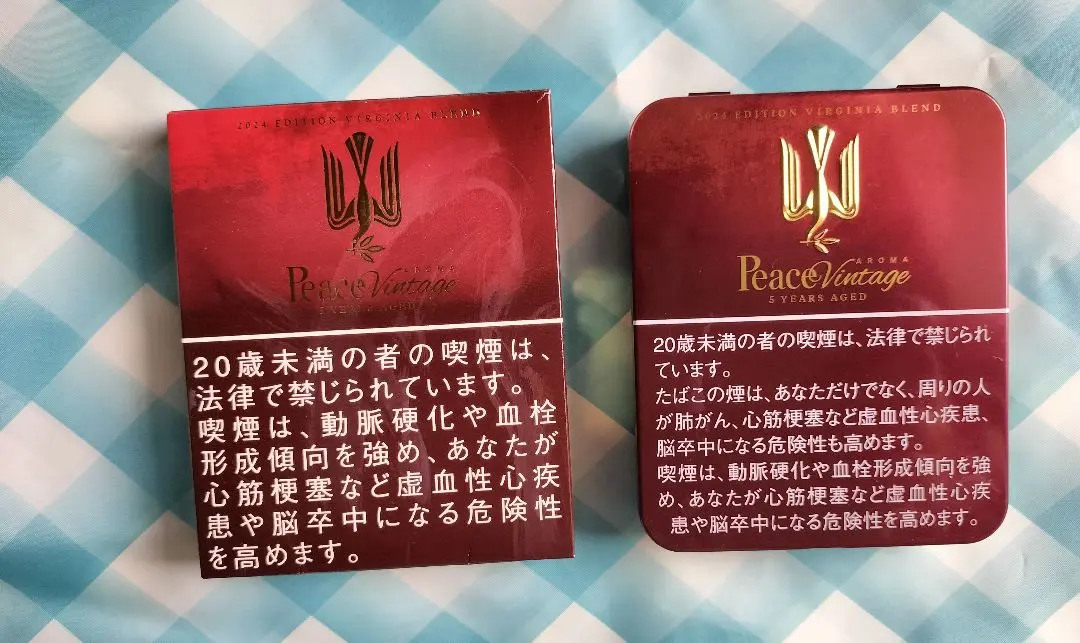 2024 EDITION VIRGINIA BLEND
AROMA
Peace Vintage
5 YEARS AGED
20歳未満の者の喫煙は、
法律で禁じられています。
喫煙は、動脈硬化や血栓
形成傾向を強め、あなたが
心筋梗塞など虚血性心疾
患や脳卒中になる危険性
を高めます。
2024 EDITION VIRGINIA BLEND
AROMA
Peace Vintage
5 YEARS AGED
20歳未満の者の喫煙は、法律で禁じられ
ています。
たばこの煙は、あなただけでなく、周りの人
が肺がん、心筋梗塞など虚血性心疾患、
脳卒中になる危険性も高めます。
喫煙は、動脈硬化や血栓形成傾向を強
め、あなたが心筋梗塞など虚血性心疾
患や脳卒中になる危険性を高めます。